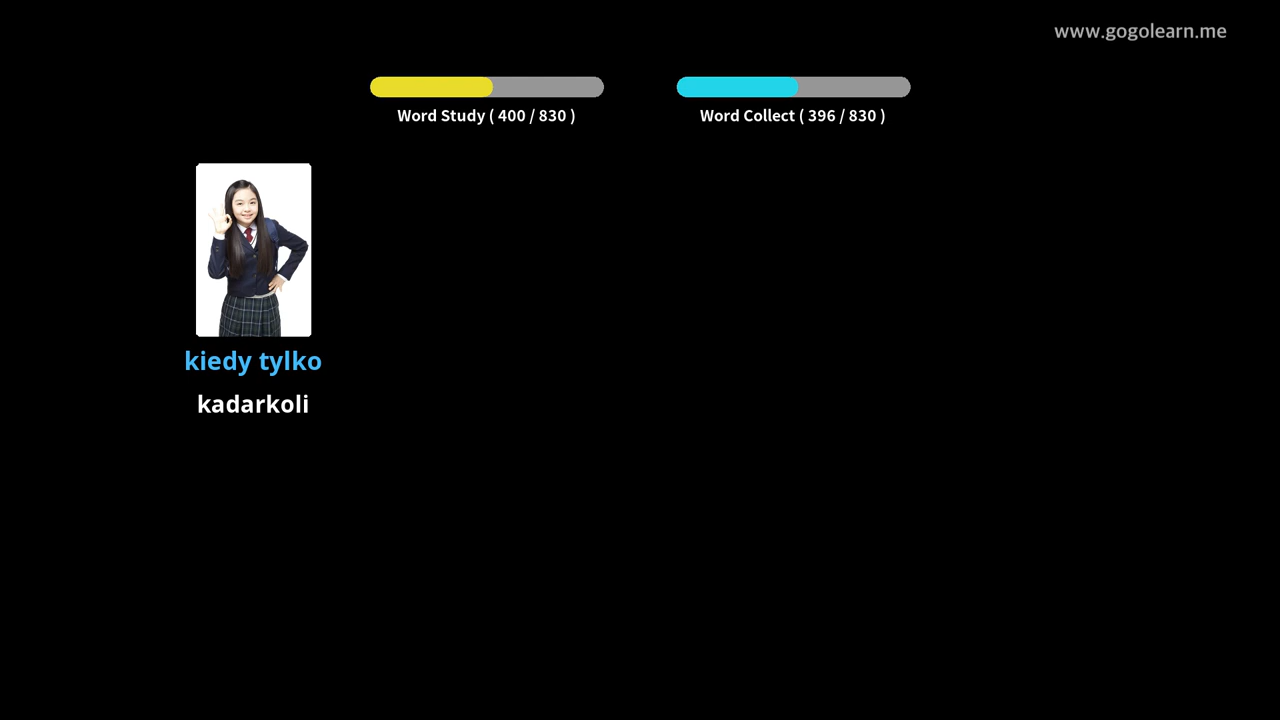 www.gogolearn.me
Word Study ( 400 / 830 )
Word Collect ( 396 / 830 )
kiedy tylko
kadarkoli